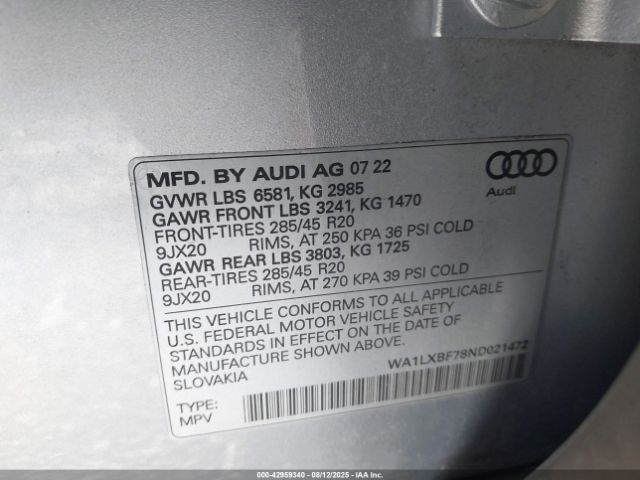 MFD. BY AUDI AG 07 22
GVWR LBS 6581, KG 2985
GAWR FRONT LBS 3241, KG 1470
FRONT-TIRES 285/45 R20
9JX20 RIMS, AT 250 KPA 36 PSI COLD
GAWR REAR LBS 3803, KG 1725
REAR-TIRES 285/45 R20
9JX20 RIMS, AT 270 KPA 39 PSI COLD
Audi
THIS VEHICLE CONFORMS TO ALL APPLICABLE
U.S. FEDERAL MOTOR VEHICLE SAFETY
STANDARDS IN EFFECT ON THE DATE OF
MANUFACTURE SHOWN ABOVE.
SLOVAKIA
WA1LXBF78ND021472
TYPE:
MPV
000-42959340 - 08/12/2025 - IAA, Inc.